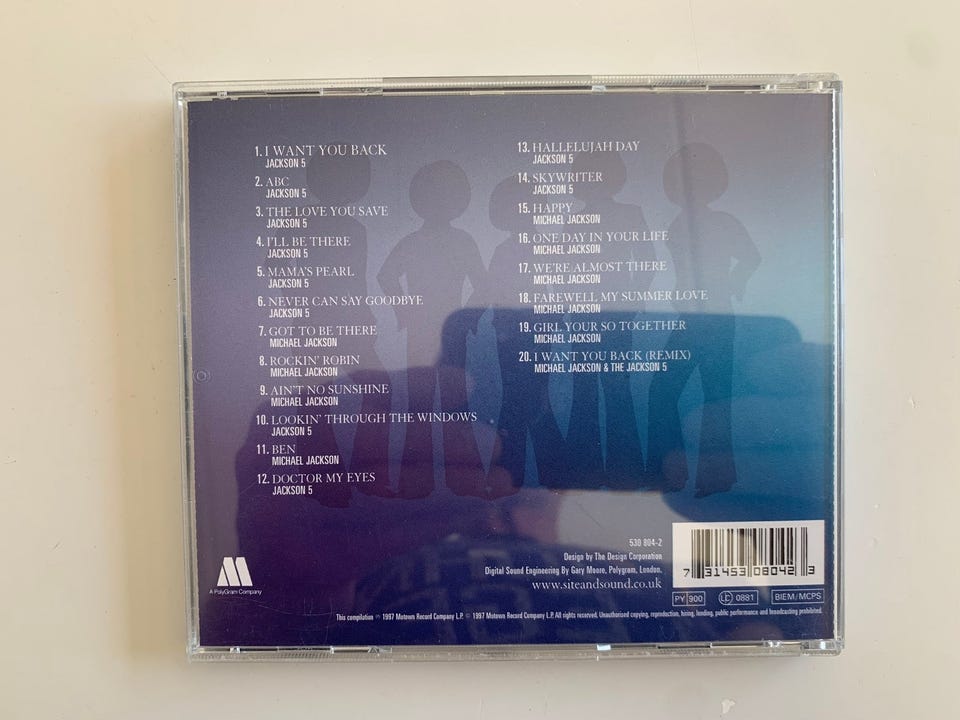 1. I WANT YOU BACK
JACKSON 5
2. ABC
JACKSON 5
3. THE LOVE YOU SAVE
JACKSON 5
4. I'LL BE THERE
JACKSON 5
5. MAMA'S PEARL
JACKSON 5
6. NEVER CAN SAY GOODBYE
JACKSON 5
7. GOT TO BE THERE
MICHAEL JACKSON
8. ROCKIN' ROBIN
MICHAEL JACKSON
9. AIN'T NO SUNSHINE
MICHAEL JACKSON
10. LOOKIN' THROUGH THE WINDOWS
JACKSON 5
11. BEN
MICHAEL JACKSON
12. DOCTOR MY EYES
JACKSON 5
13. HALLELUJAH DAY
JACKSON 5
14. SKYWRITER
JACKSON 5
15. HAPPY
MICHAEL JACKSON
16. ONE DAY IN YOUR LIFE
MICHAEL JACKSON
17. WE'RE ALMOST THERE
MICHAEL JACKSON
18. FAREWELL MY SUMMER LOVE
MICHAEL JACKSON
19. GIRL YOUR SO TOGETHER
MICHAEL JACKSON
20. I WANT YOU BACK (REMIX)
MICHAEL JACKSON & THE JACKSON 5
530 804-2
Design by The Design Corporation
Digital Sound Engineering By Gary Moore, Polygram, London.
www.siteandsound.co.uk
7 31453 08042 3
PY 900
LC 0881
BIEM/MCPS
M
A PolyGram Company
This compilation ℗ 1997 Motown Record Company L.P. © 1997 Motown Record Company L.P. All rights reserved. Unauthorised copying, reproduction, hiring, lending, public performance and broadcasting prohibited.